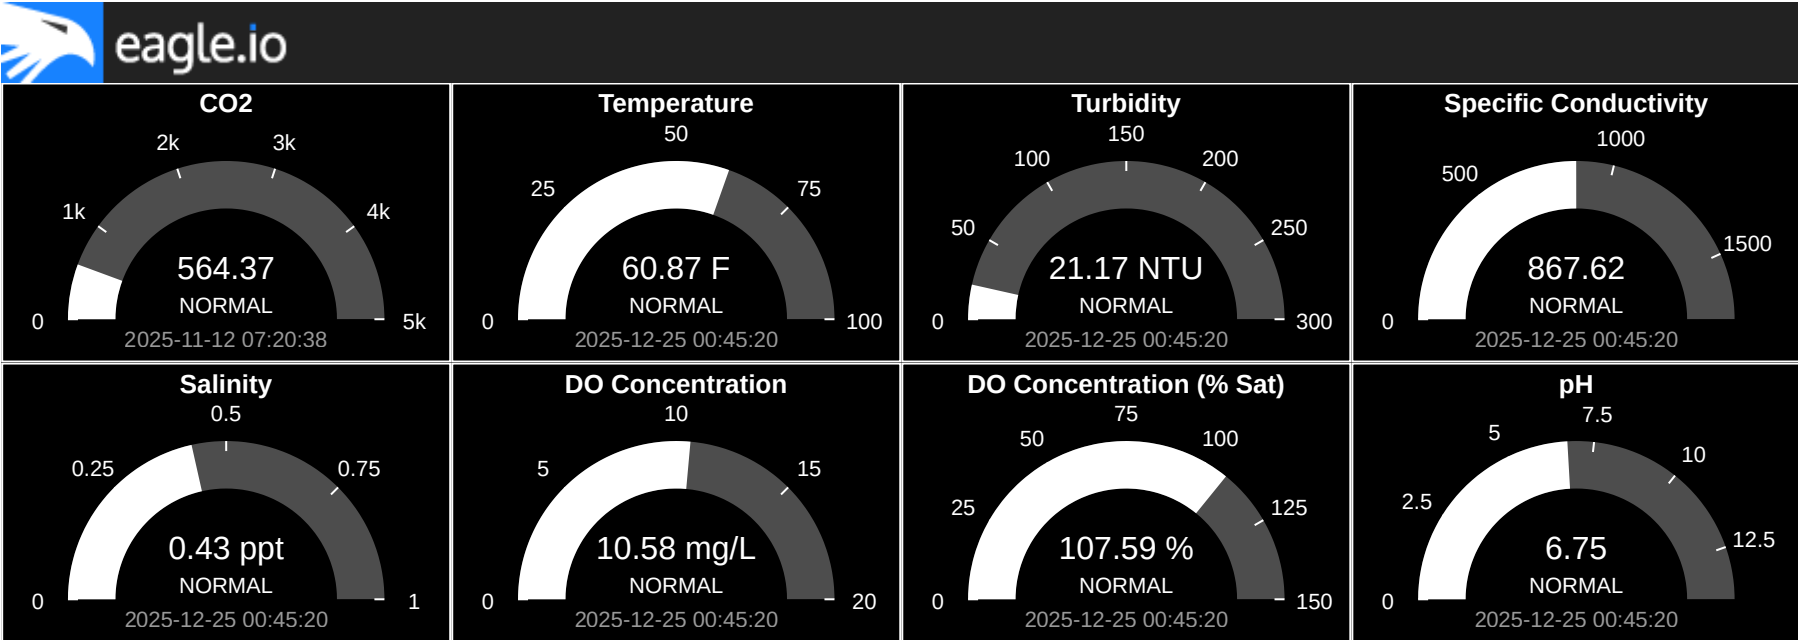 eagle.io
CO2
0
1k
2k
3k
4k
5k
564.37
NORMAL
2025-11-12 07:20:38
Temperature
0
25
50
75
100
60.87 F
NORMAL
2025-12-25 00:45:20
Turbidity
0
50
100
150
200
250
300
21.17 NTU
NORMAL
2025-12-25 00:45:20
Specific Conductivity
0
500
1000
1500
867.62
NORMAL
2025-12-25 00:45:20
Salinity
0
0.25
0.5
0.75
1
0.43 ppt
NORMAL
2025-12-25 00:45:20
DO Concentration
0
5
10
15
20
10.58 mg/L
NORMAL
2025-12-25 00:45:20
DO Concentration (% Sat)
0
25
50
75
100
125
150
107.59 %
NORMAL
2025-12-25 00:45:20
pH
0
2.5
5
7.5
10
12.5
6.75
NORMAL
2025-12-25 00:45:20